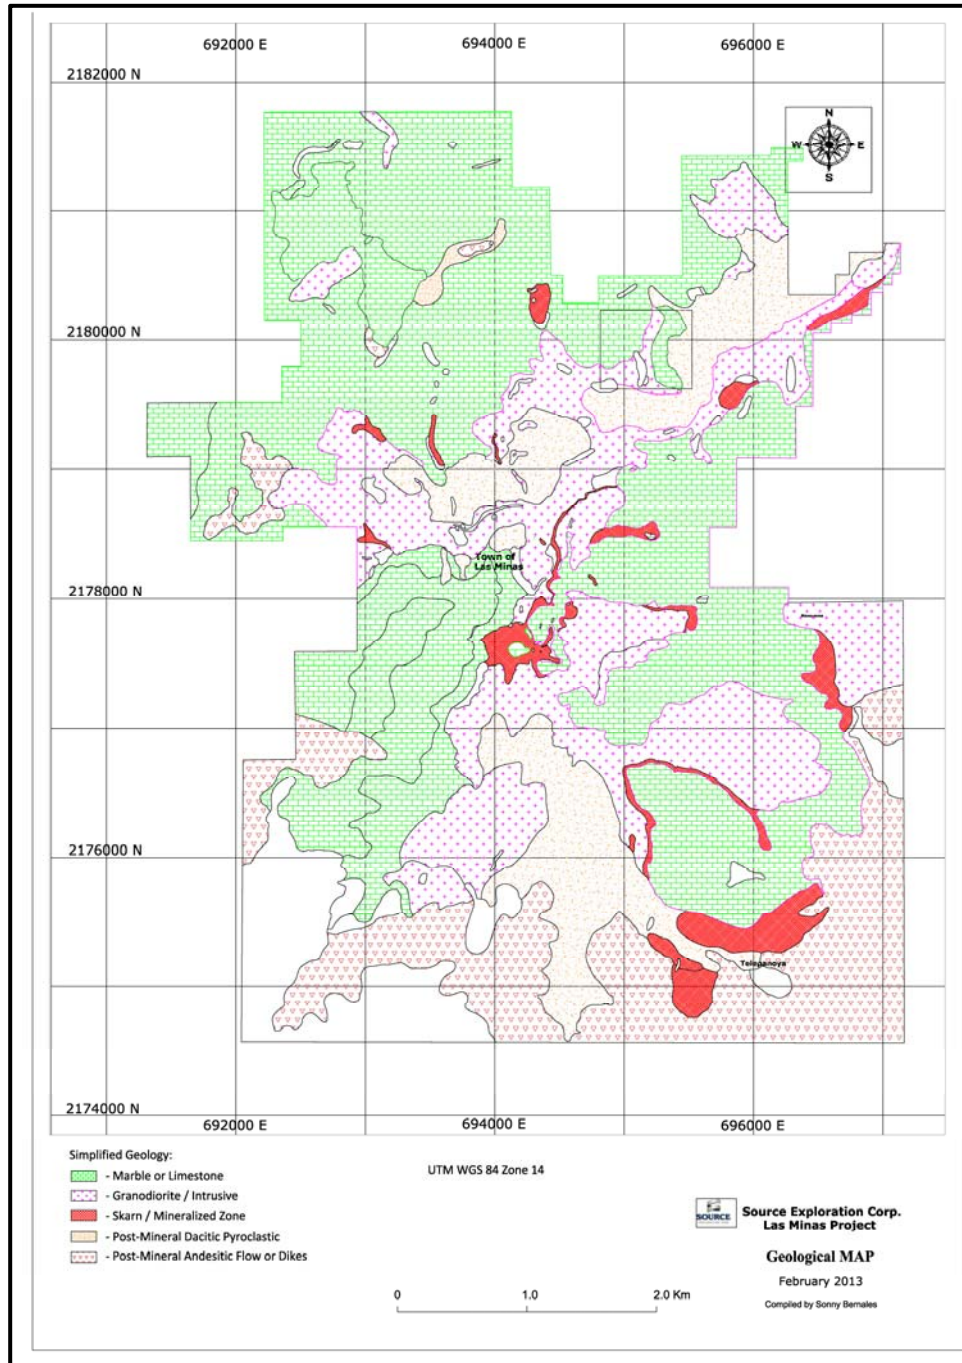 692000 E 694000 E 696000 E
2182000 N
N
W E
S
2180000 N
Town of
Las Minas
2178000 N
2176000 N
2174000 N
692000 E 694000 E 696000 E
Simplified Geology:
- Marble or Limestone
- Granodiorite / Intrusive
- Skarn / Mineralized Zone
- Post-Mineral Dacitic Pyroclastic
- Post-Mineral Andesitic Flow or Dikes
UTM WGS 84 Zone 14
SOURCE
Source Exploration Corp.
Las Minas Project
Geological MAP
February 2013
Compiled by Sonny Bernales
0 1.0 2.0 Km